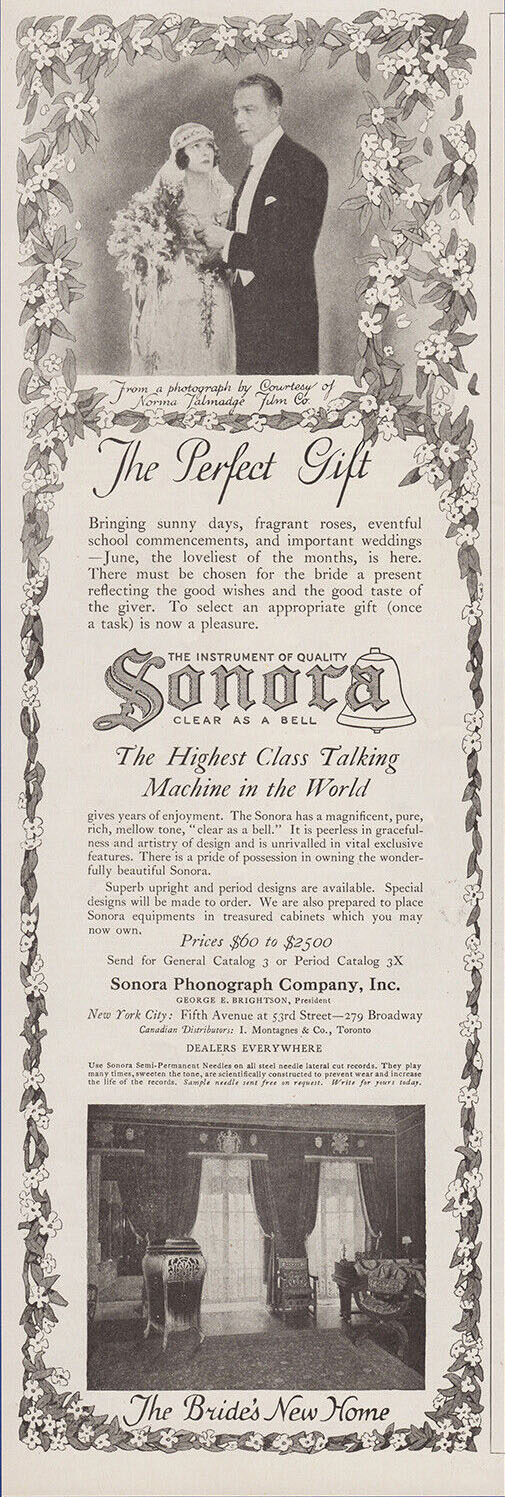 From a photograph by Courtesy of
Norma Talmadge Film Co.
The Perfect Gift
Bringing sunny days, fragrant roses, eventful
school commencements, and important weddings
—June, the loveliest of the months, is here.
There must be chosen for the bride a present
reflecting the good wishes and the good taste of
the giver. To select an appropriate gift (once
a task) is now a pleasure.
THE INSTRUMENT OF QUALITY
Sonora
CLEAR AS A BELL
The Highest Class Talking
Machine in the World
gives years of enjoyment. The Sonora has a magnificent, pure,
rich, mellow tone, "clear as a bell." It is peerless in graceful-
ness and artistry of design and is unrivalled in vital exclusive
features. There is a pride of possession in owning the wonder-
fully beautiful Sonora.
Superb upright and period designs are available. Special
designs will be made to order. We are also prepared to place
Sonora equipments in treasured cabinets which you may
now own.
Prices $60 to $2500
Send for General Catalog 3 or Period Catalog 3X
Sonora Phonograph Company, Inc.
GEORGE E. BRIGHTSON, President
New York City: Fifth Avenue at 53rd Street—279 Broadway
Canadian Distributors: I. Montagnes & Co., Toronto
DEALERS EVERYWHERE
Use Sonora Semi-Permanent Needles on all steel needle lateral cut records. They play
many times, sweeten the tone, are scientifically constructed to prevent wear and increase
the life of the records. Sample needle sent free on request. Write for yours today.
The Bride's New Home